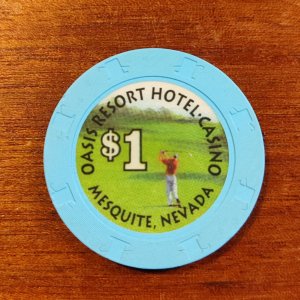 OASIS RESORT HOTEL·CASINO
$1
MESQUITE, NEVADA